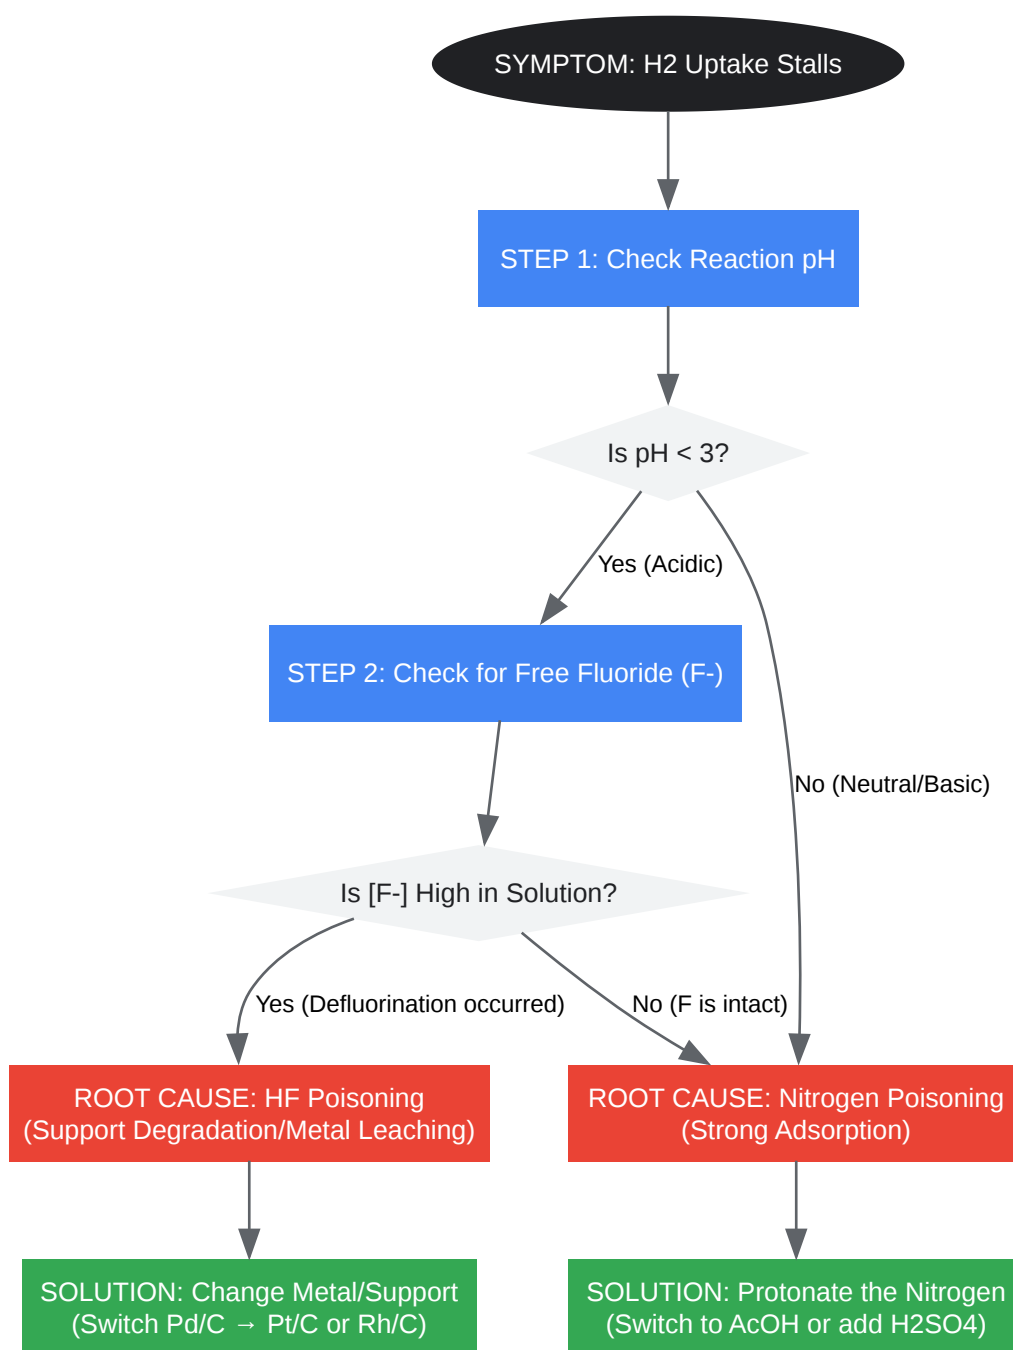 SYMPTOM: H2 Uptake Stalls
STEP 1: Check Reaction pH
Is pH < 3?
Yes (Acidic)
STEP 2: Check for Free Fluoride (F-)
No (Neutral/Basic)
Is [F-] High in Solution?
Yes (Defluorination occurred)
No (F is intact)
ROOT CAUSE: HF Poisoning
(Support Degradation/Metal Leaching)
ROOT CAUSE: Nitrogen Poisoning
(Strong Adsorption)
SOLUTION: Change Metal/Support
(Switch Pd/C → Pt/C or Rh/C)
SOLUTION: Protonate the Nitrogen
(Switch to AcOH or add H2SO4)